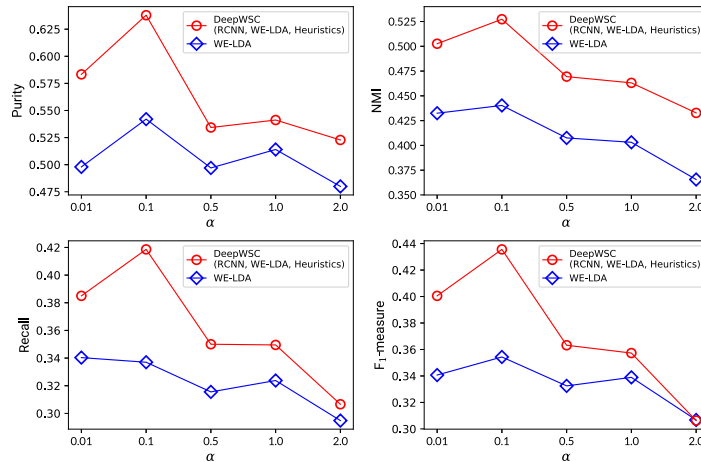 0.625
0.600
0.575
0.550
0.525
0.500
0.475
Purity
DeepWSC
(RCNN, WE-LDA, Heuristics)
WE-LDA
0.01 0.1 0.5 1.0 2.0
α
0.525
0.500
0.475
0.450
0.425
0.400
0.375
0.350
NMI
DeepWSC
(RCNN, WE-LDA, Heuristics)
WE-LDA
0.01 0.1 0.5 1.0 2.0
α
0.42
0.40
0.38
0.36
0.34
0.32
0.30
Recall
DeepWSC
(RCNN, WE-LDA, Heuristics)
WE-LDA
0.01 0.1 0.5 1.0 2.0
α
0.44
0.42
0.40
0.38
0.36
0.34
0.32
0.30
F₁-measure
DeepWSC
(RCNN, WE-LDA, Heuristics)
WE-LDA
0.01 0.1 0.5 1.0 2.0
α